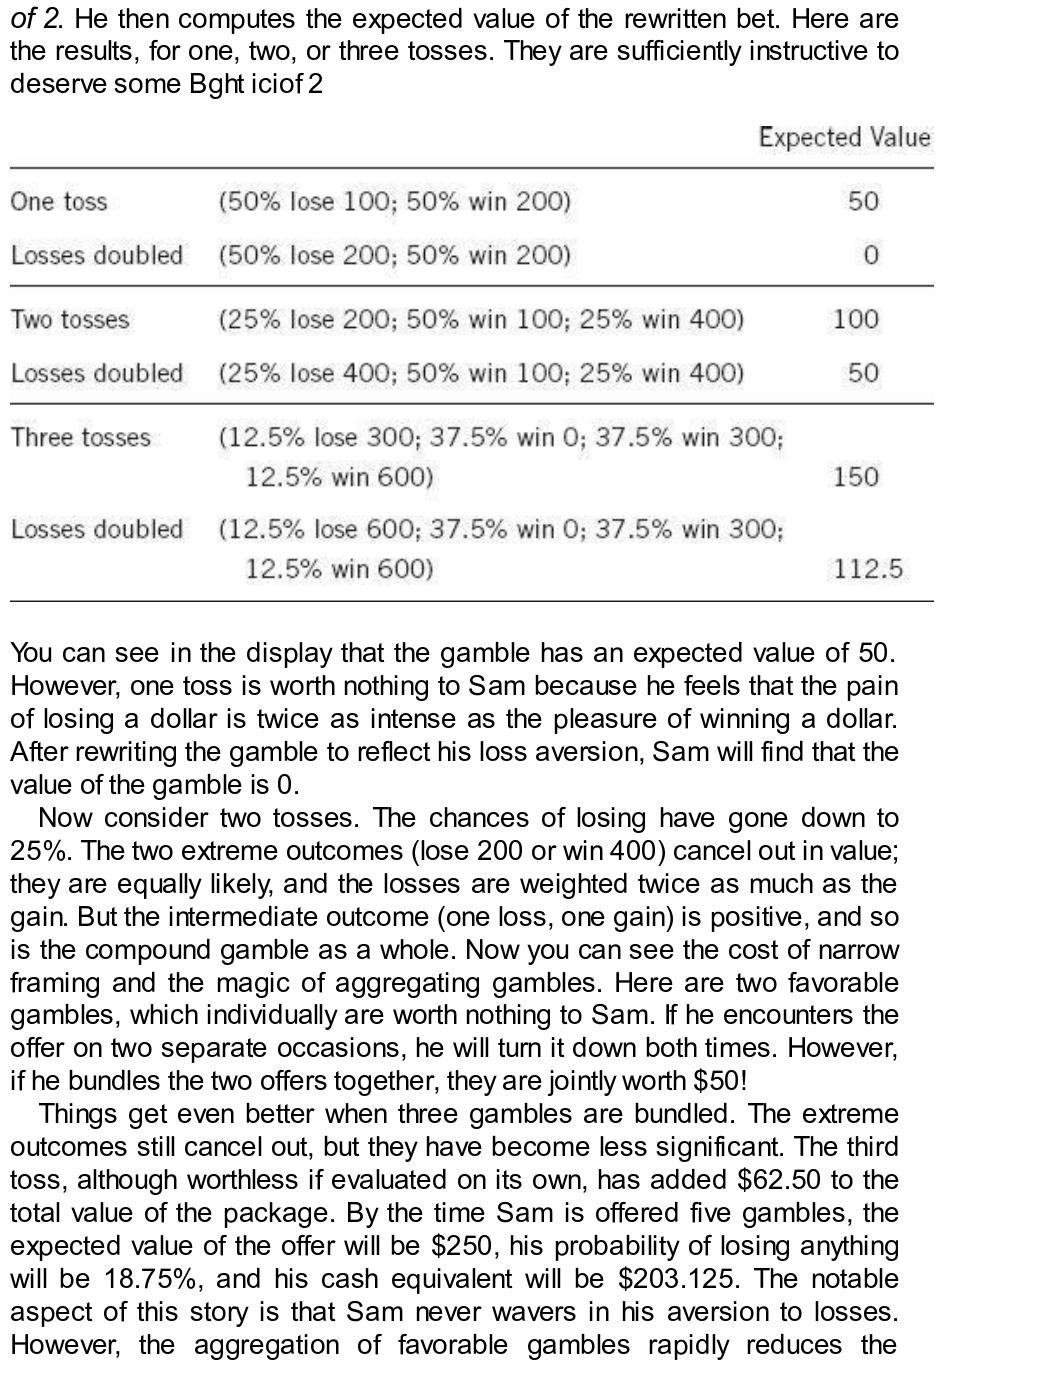 of 2. He then computes the expected value of the rewritten bet. Here are
the results, for one, two, or three tosses. They are sufficiently instructive to
deserve some Bght iciof 2
Expected Value
One toss (50% lose 100; 50% win 200) 50
Losses doubled (50% lose 200; 50% win 200) 0
Two tosses (25% lose 200; 50% win 100; 25% win 400) 100
Losses doubled (25% lose 400; 50% win 100; 25% win 400) 50
Three tosses (12.5% lose 300; 37.5% win 0; 37.5% win 300;
12.5% win 600) 150
Losses doubled (12.5% lose 600; 37.5% win 0; 37.5% win 300;
12.5% win 600) 112.5
You can see in the display that the gamble has an expected value of 50.
However, one toss is worth nothing to Sam because he feels that the pain
of losing a dollar is twice as intense as the pleasure of winning a dollar.
After rewriting the gamble to reflect his loss aversion, Sam will find that the
value of the gamble is 0.
Now consider two tosses. The chances of losing have gone down to
25%. The two extreme outcomes (lose 200 or win 400) cancel out in value;
they are equally likely, and the losses are weighted twice as much as the
gain. But the intermediate outcome (one loss, one gain) is positive, and so
is the compound gamble as a whole. Now you can see the cost of narrow
framing and the magic of aggregating gambles. Here are two favorable
gambles, which individually are worth nothing to Sam. If he encounters the
offer on two separate occasions, he will turn it down both times. However,
if he bundles the two offers together, they are jointly worth $50!
Things get even better when three gambles are bundled. The extreme
outcomes still cancel out, but they have become less significant. The third
toss, although worthless if evaluated on its own, has added $62.50 to the
total value of the package. By the time Sam is offered five gambles, the
expected value of the offer will be $250, his probability of losing anything
will be 18.75%, and his cash equivalent will be $203.125. The notable
aspect of this story is that Sam never wavers in his aversion to losses.
However, the aggregation of favorable gambles rapidly reduces the